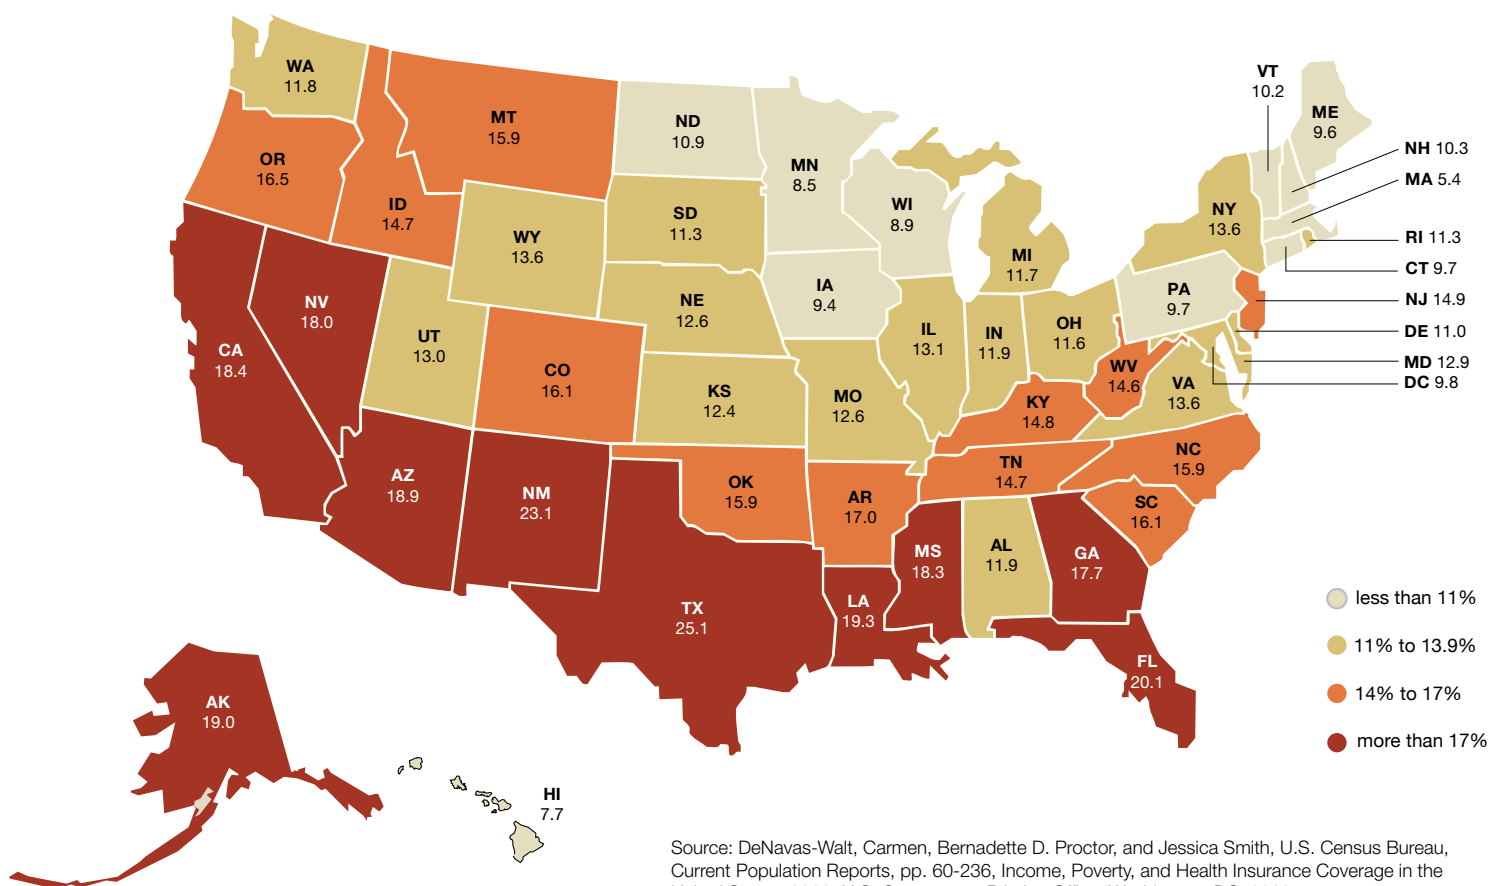 WA
11.8
OR
16.5
MT
15.9
ID
14.7
ND
10.9
MN
8.5
WI
8.9
SD
11.3
WY
13.6
NE
12.6
IA
9.4
MI
11.7
NY
13.6
VT
10.2
ME
9.6
NH 10.3
MA 5.4
RI 11.3
CT 9.7
NJ 14.9
DE 11.0
MD 12.9
DC 9.8
PA
9.7
NV
18.0
CA
18.4
UT
13.0
CO
16.1
KS
12.4
MO
12.6
IL
13.1
IN
11.9
OH
11.6
WV
14.6
VA
13.6
KY
14.8
TN
14.7
NC
15.9
SC
16.1
AZ
18.9
NM
23.1
OK
15.9
AR
17.0
MS
18.3
AL
11.9
GA
17.7
LA
19.3
TX
25.1
FL
20.1
AK
19.0
HI
7.7
less than 11%
11% to 13.9%
14% to 17%
more than 17%
Source: DeNavas-Walt, Carmen, Bernadette D. Proctor, and Jessica Smith, U.S. Census Bureau,
Current Population Reports, pp. 60-236, Income, Poverty, and Health Insurance Coverage in the